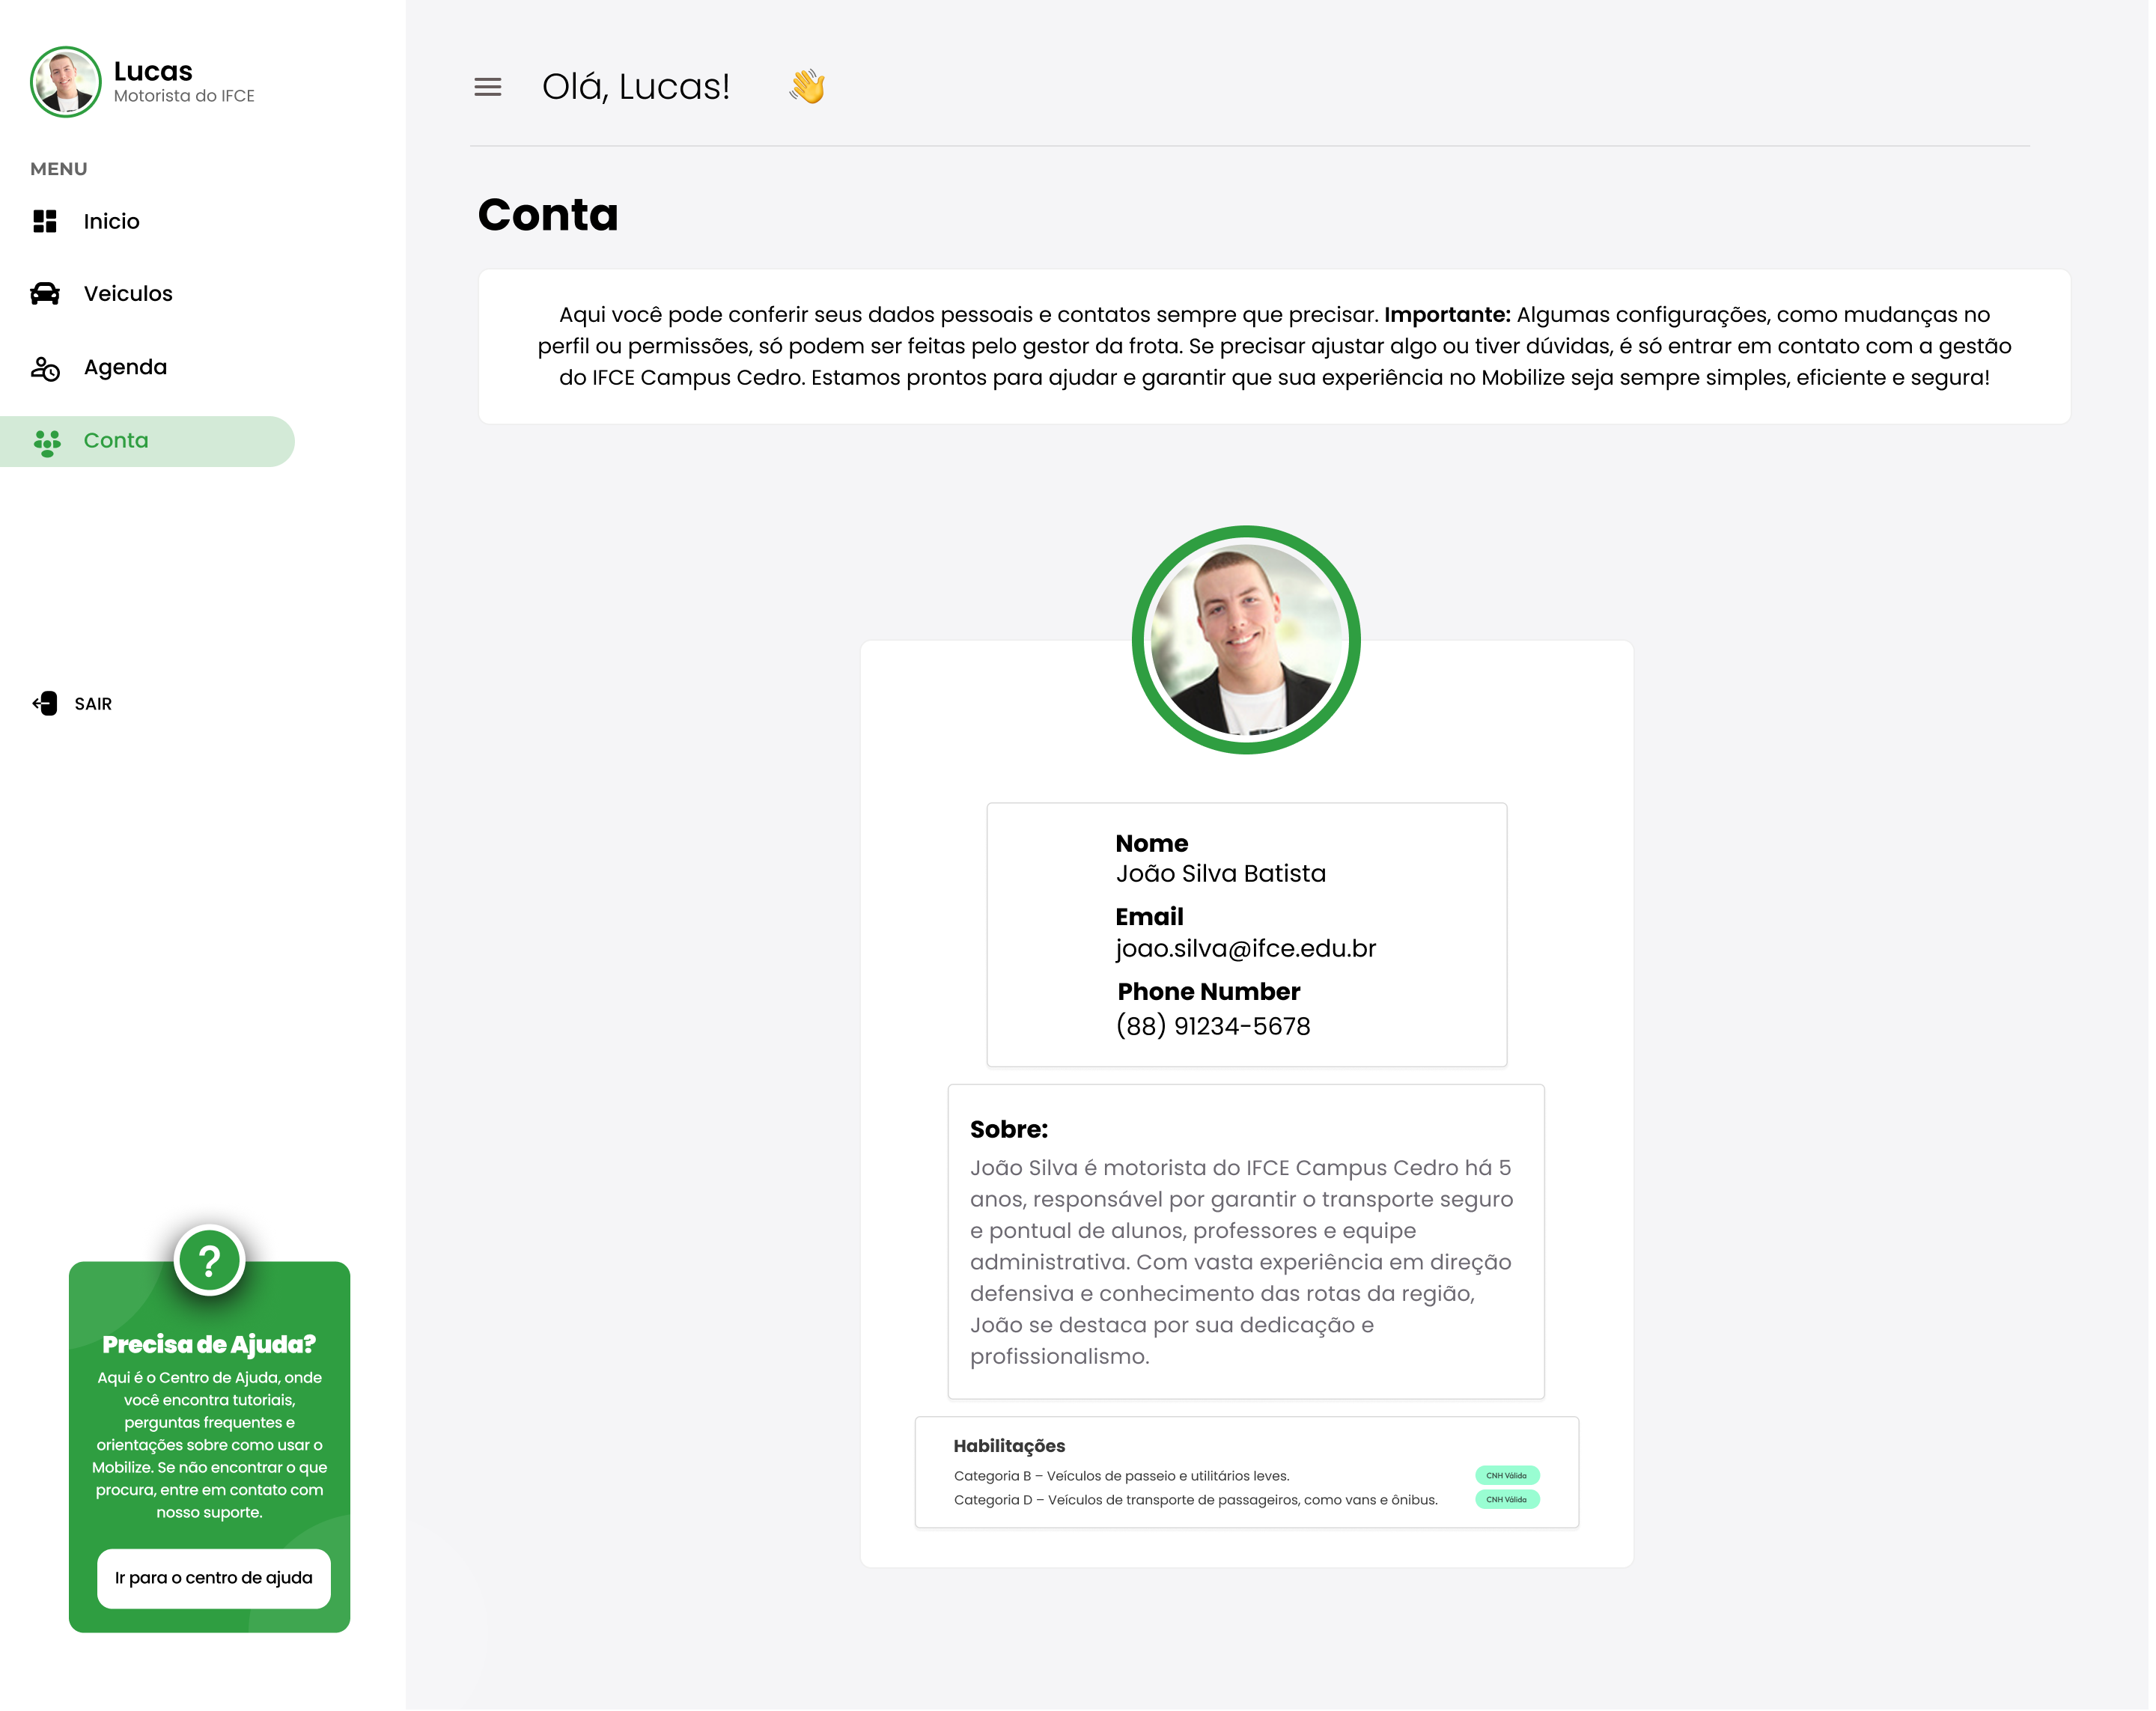 Lucas
Motorista do IFCE
MENU
Inicio
Veiculos
Agenda
Conta
SAIR
Precisa de Ajuda?
Aqui é o Centro de Ajuda, onde
você encontra tutoriais,
perguntas frequentes e
orientações sobre como usar o
Mobilize. Se não encontrar o que
procura, entre em contato com
nosso suporte.
Ir para o centro de ajuda
Olá, Lucas! 👋
Conta
Aqui você pode conferir seus dados pessoais e contatos sempre que precisar. Importante: Algumas configurações, como mudanças no
perfil ou permissões, só podem ser feitas pelo gestor da frota. Se precisar ajustar algo ou tiver dúvidas, é só entrar em contato com a gestão
do IFCE Campus Cedro. Estamos prontos para ajudar e garantir que sua experiência no Mobilize seja sempre simples, eficiente e segura!
Nome
João Silva Batista
Email
joao.silva@ifce.edu.br
Phone Number
(88) 91234-5678
Sobre:
João Silva é motorista do IFCE Campus Cedro há 5
anos, responsável por garantir o transporte seguro
e pontual de alunos, professores e equipe
administrativa. Com vasta experiência em direção
defensiva e conhecimento das rotas da região,
João se destaca por sua dedicação e
profissionalismo.
Habilitações
Categoria B – Veículos de passeio e utilitários leves. CNH Válida
Categoria D – Veículos de transporte de passageiros, como vans e ônibus. CNH Válida